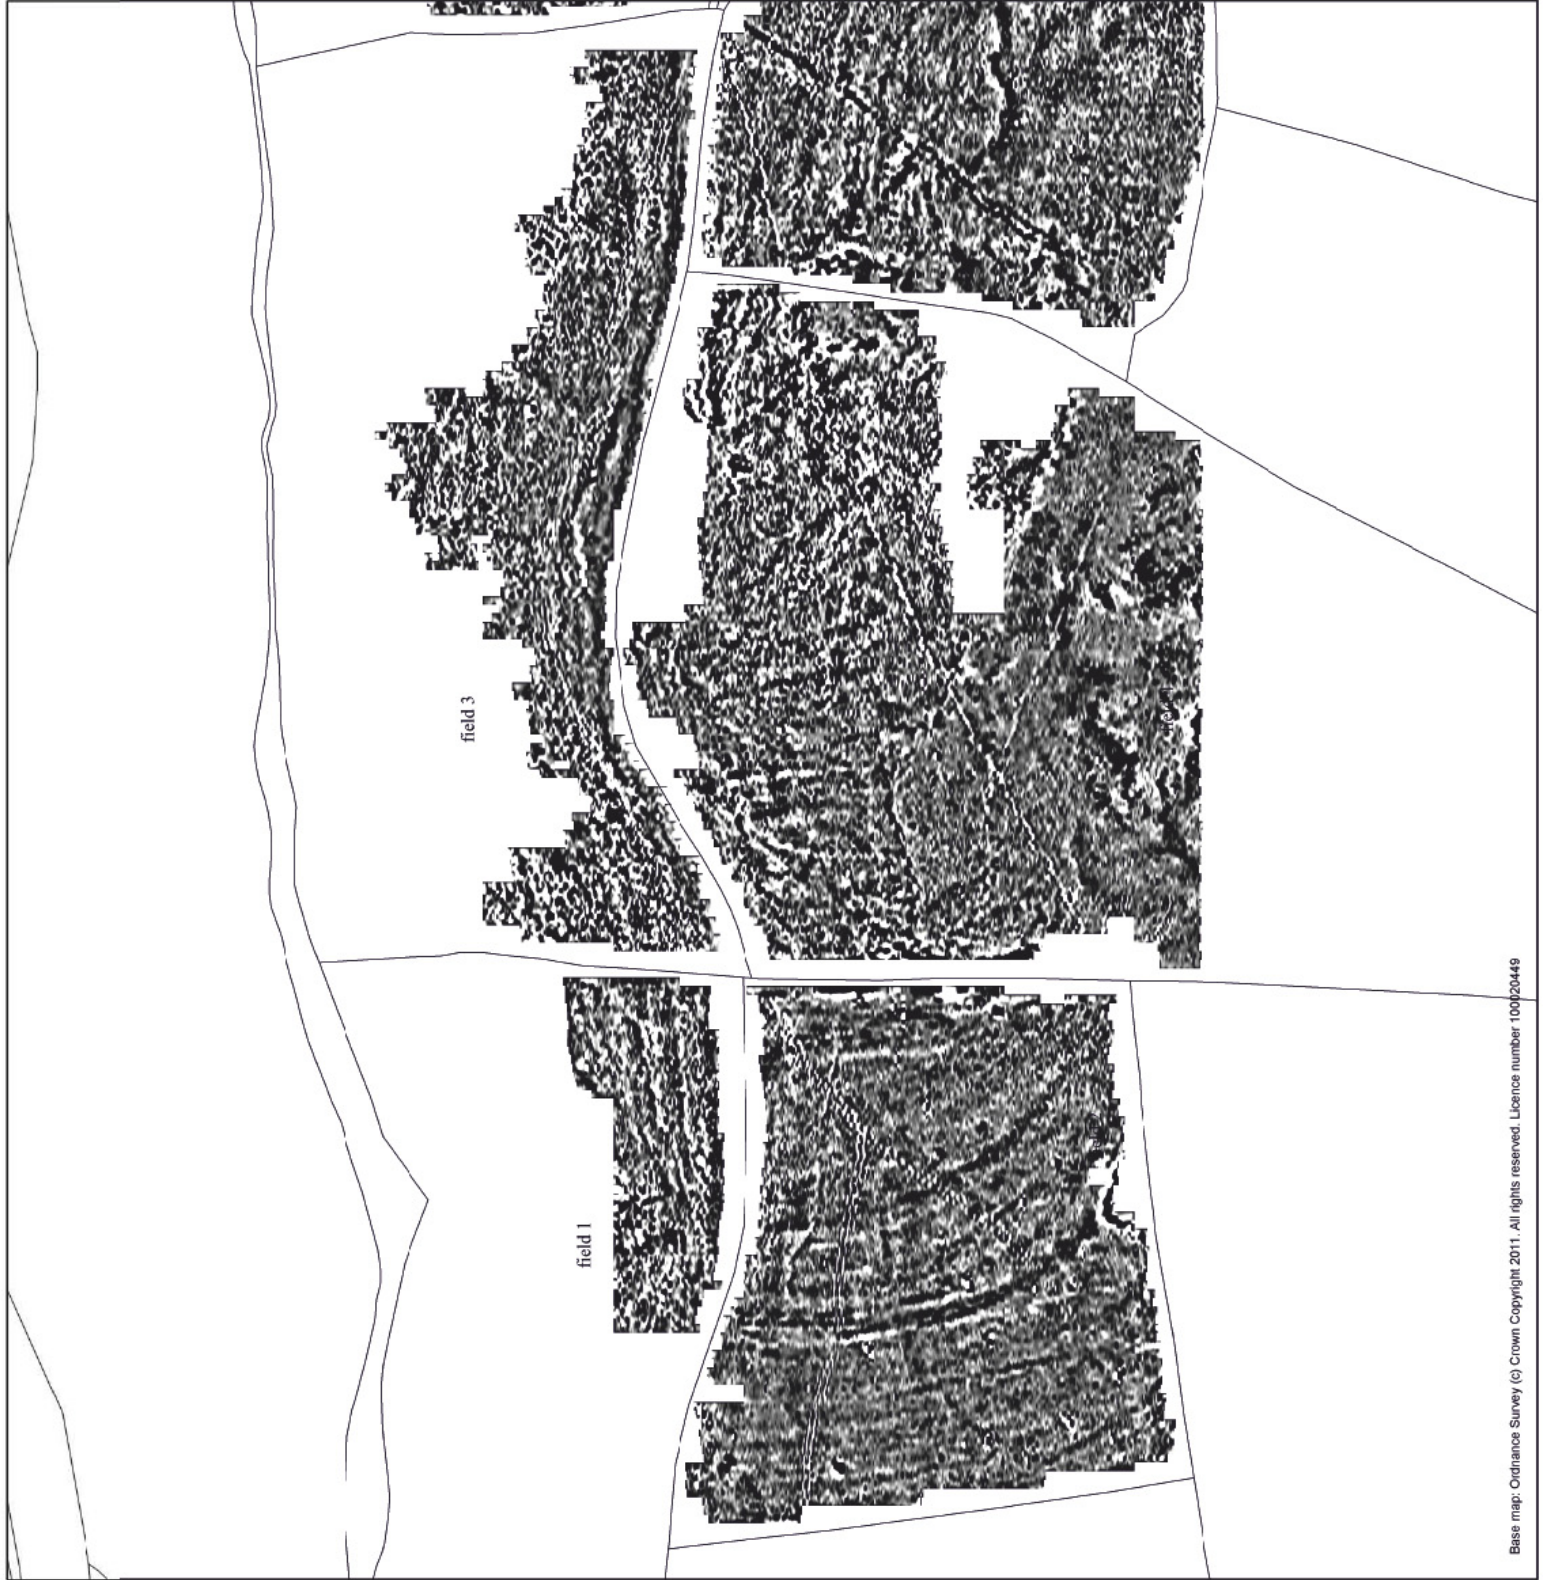 field 3
field 1
Base map: Ordnance Survey (c) Crown Copyright 2011. All rights reserved. Licence number 100020449